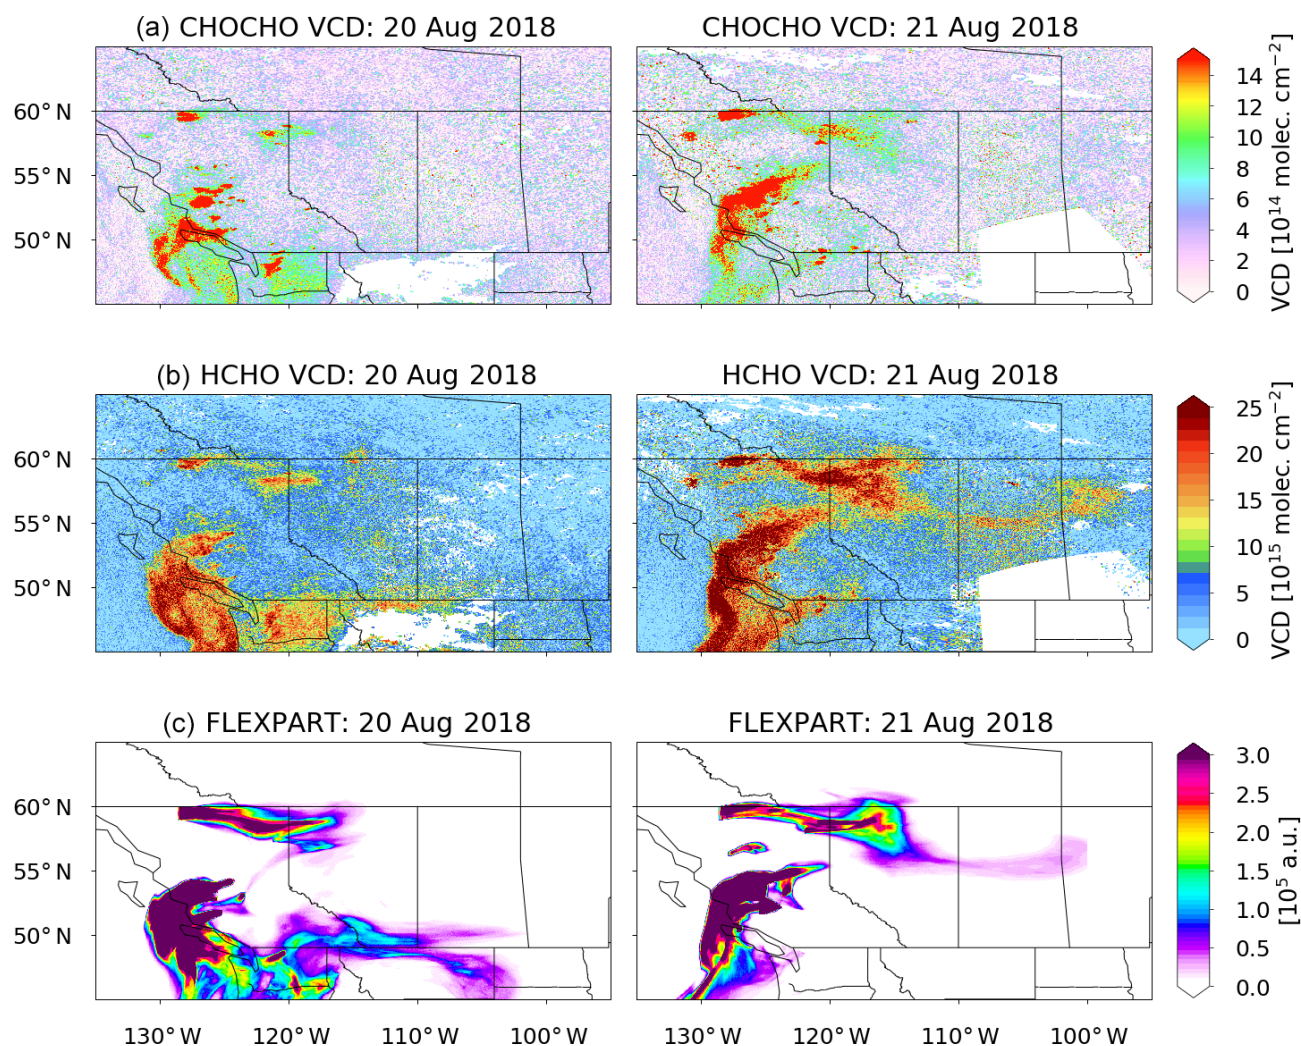 (a) CHOCHO VCD: 20 Aug 2018
CHOCHO VCD: 21 Aug 2018
60° N
55° N
50° N
14
12
10
8
6
4
2
0
VCD [10¹⁴ molec. cm⁻²]
(b) HCHO VCD: 20 Aug 2018
HCHO VCD: 21 Aug 2018
60° N
55° N
50° N
25
20
15
10
5
0
VCD [10¹⁵ molec. cm⁻²]
(c) FLEXPART: 20 Aug 2018
FLEXPART: 21 Aug 2018
60° N
55° N
50° N
3.0
2.5
2.0
1.5
1.0
0.5
0.0
[10⁵ a.u.]
130° W 120° W 110° W 100° W
130° W 120° W 110° W 100° W